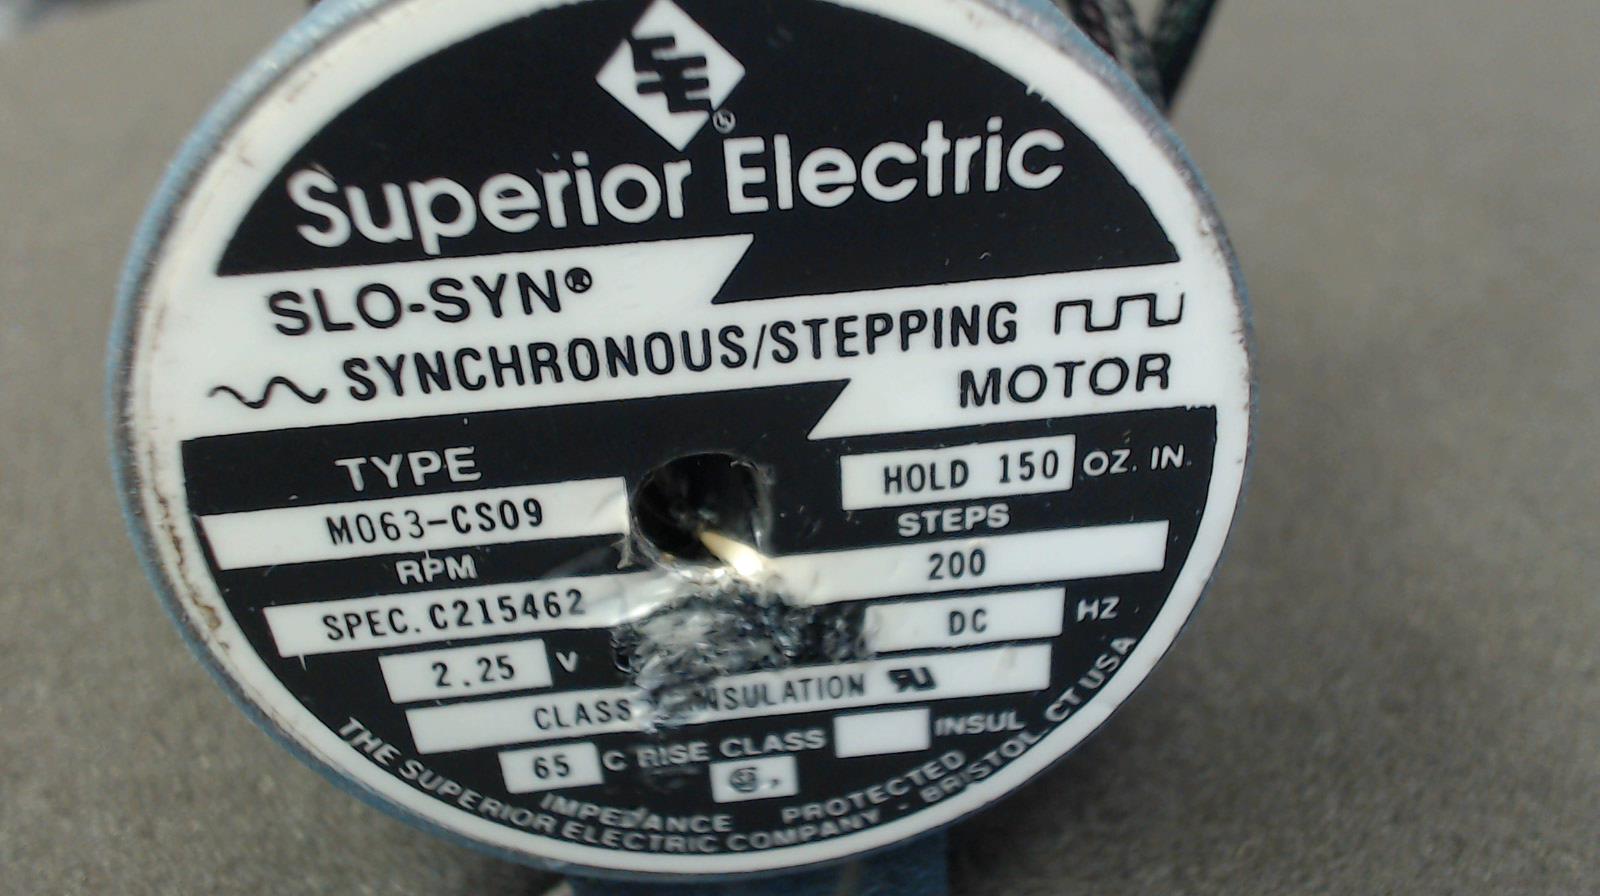 Superior Electric
SLO-SYN®
SYNCHRONOUS/STEPPING
MOTOR
TYPE
M063-CS09
HOLD 150 OZ. IN.
STEPS
200
RPM
SPEC. C215462
DC HZ
2.25 V
CLASS INSULATION
65 C RISE CLASS INSUL
IMPEDANCE PROTECTED
THE SUPERIOR ELECTRIC COMPANY - BRISTOL, CT USA